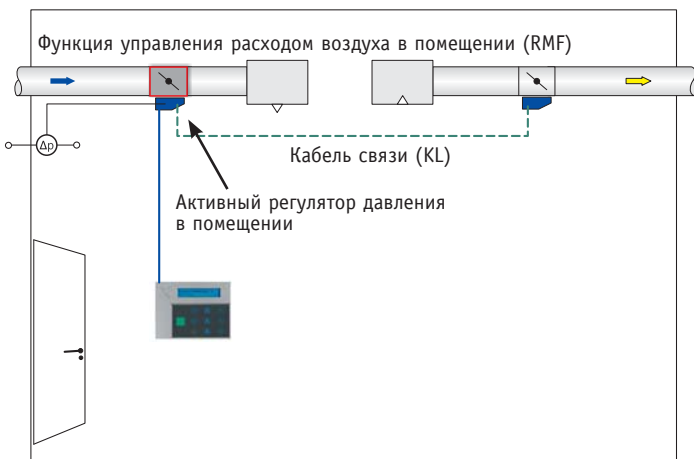 Функция управления расходом воздуха в помещении (RMF)
Δp
Кабель связи (KL)
Активный регулятор давления
в помещении